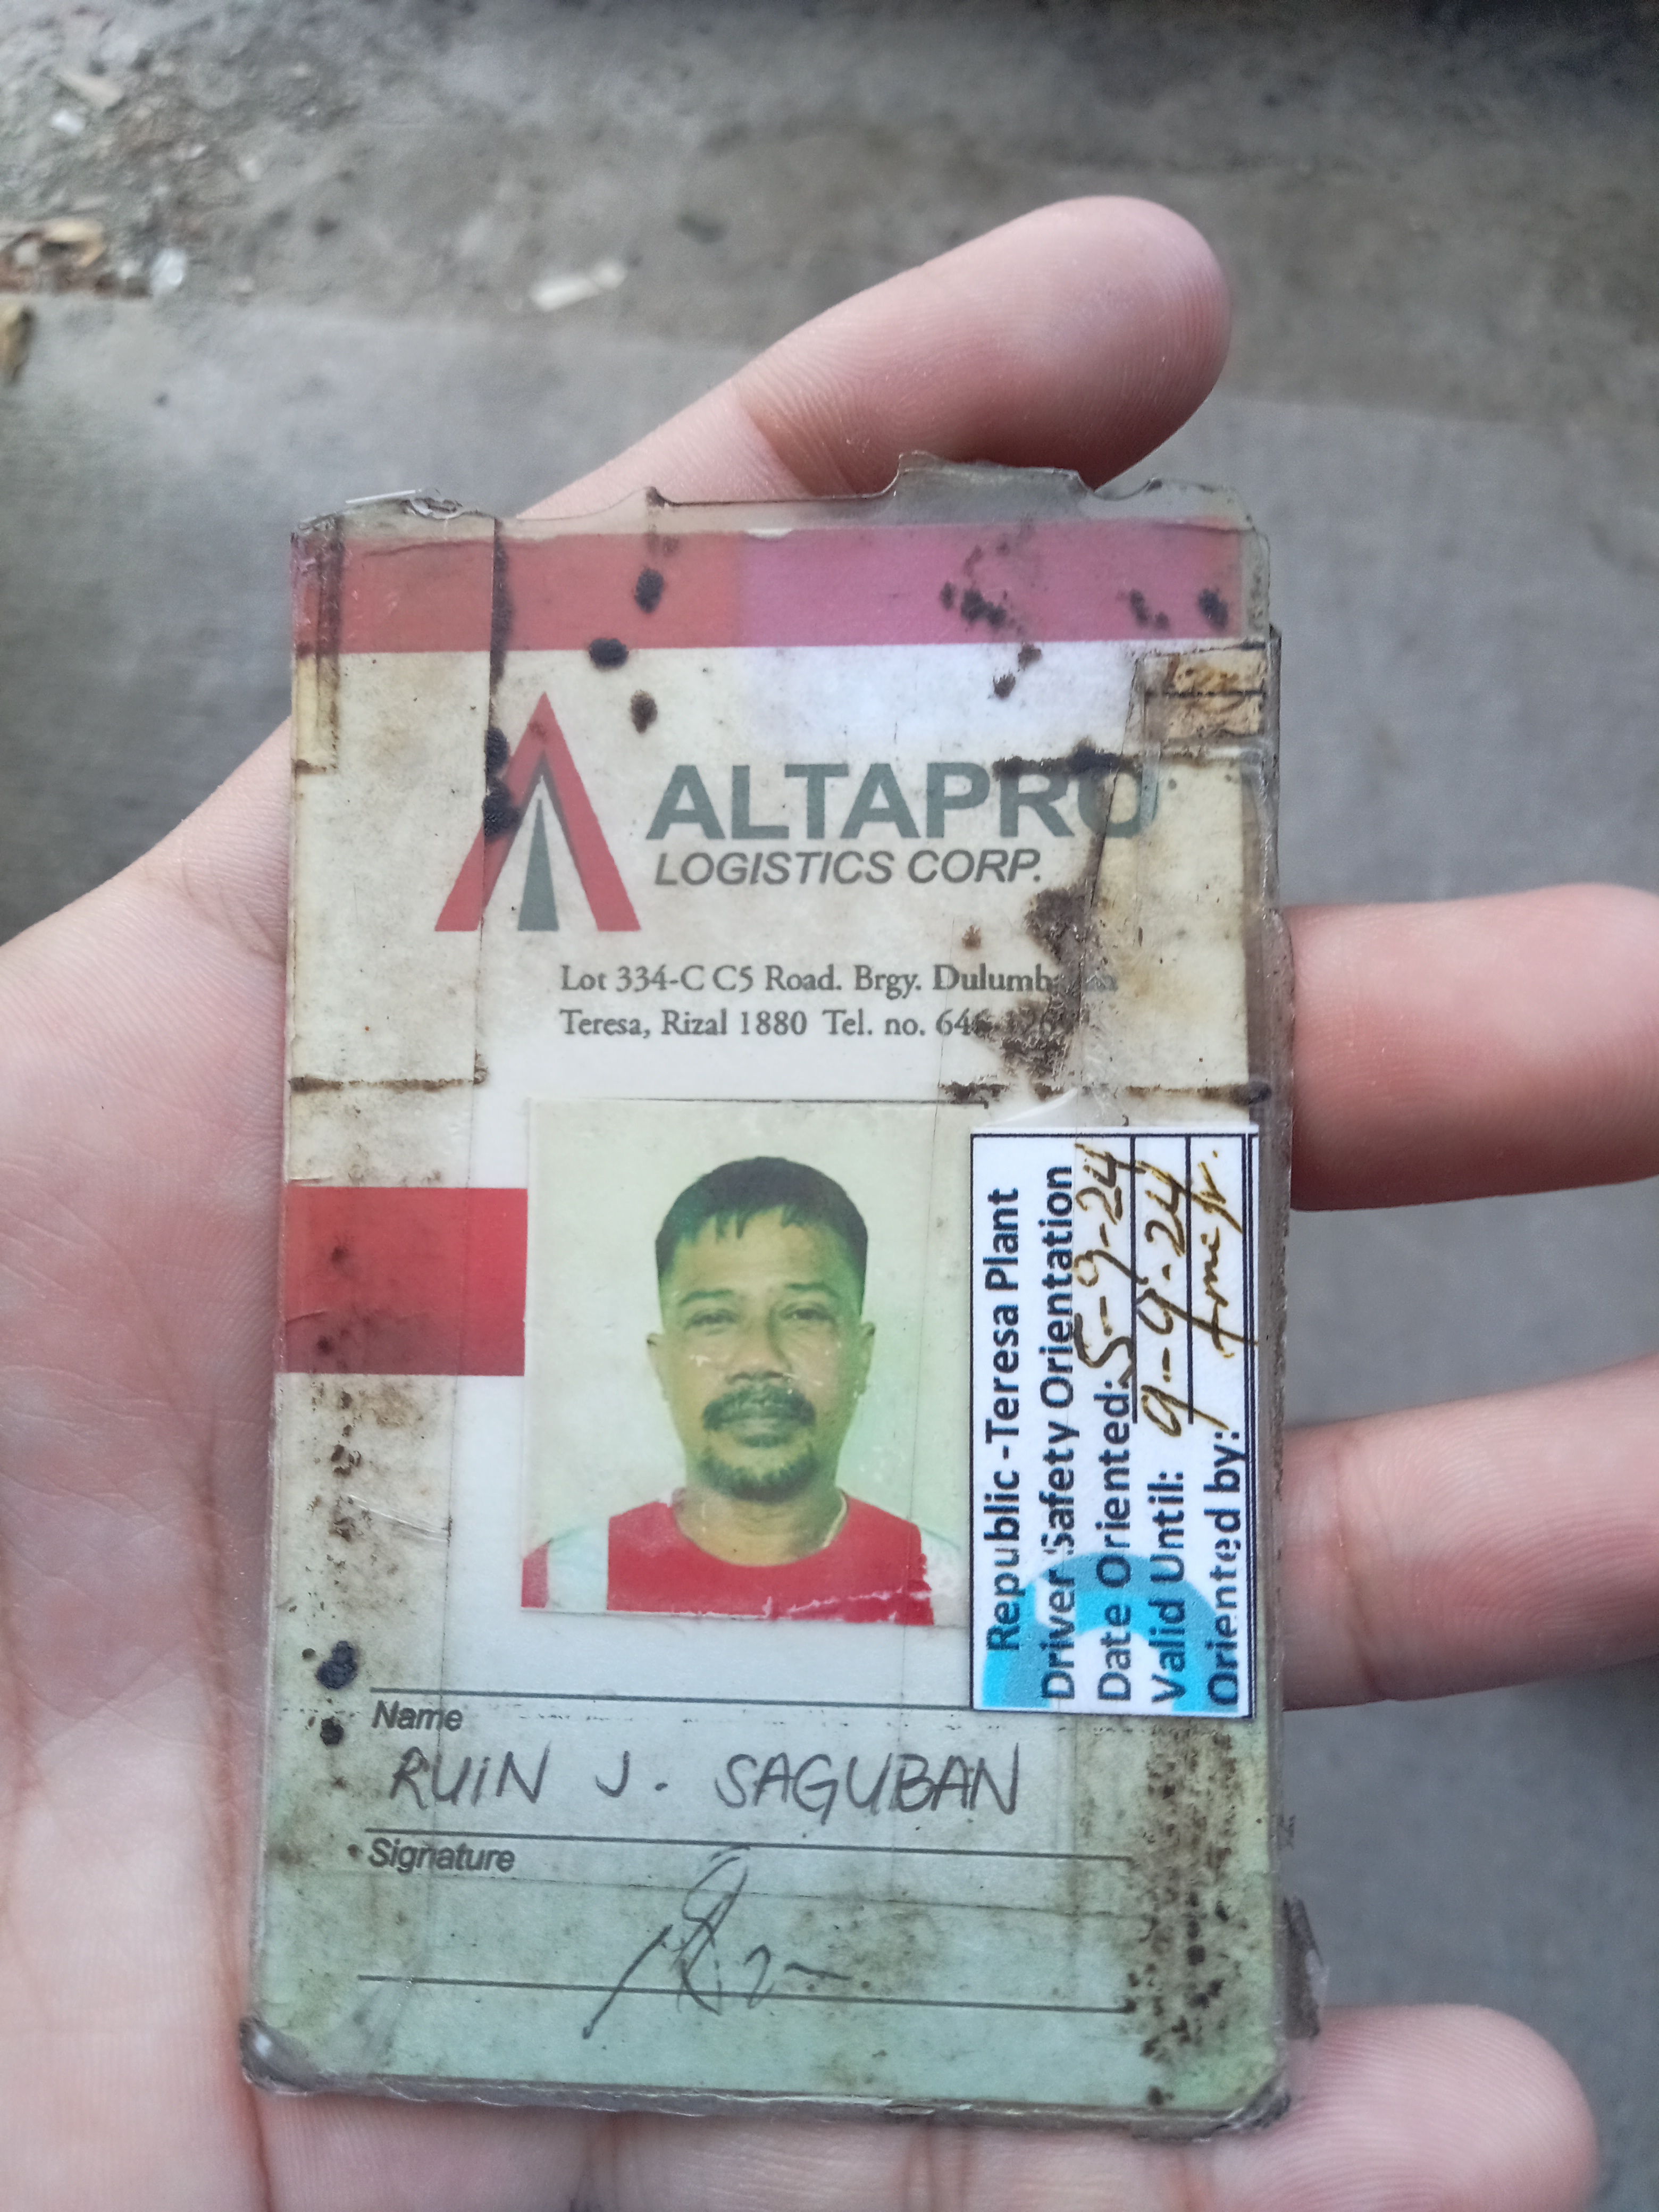 ALTAPRO
LOGISTICS CORP.
Lot 334-C C5 Road. Brgy.
Teresa, Rizal 1880 Tel. no.
Republic -Teresa Plant
Driver Safety Orientation
Date Oriented: 5-9-24
Valid Until: 9-9-24
Oriented by:
Name
RUIN J. SAGUBAN
Signature